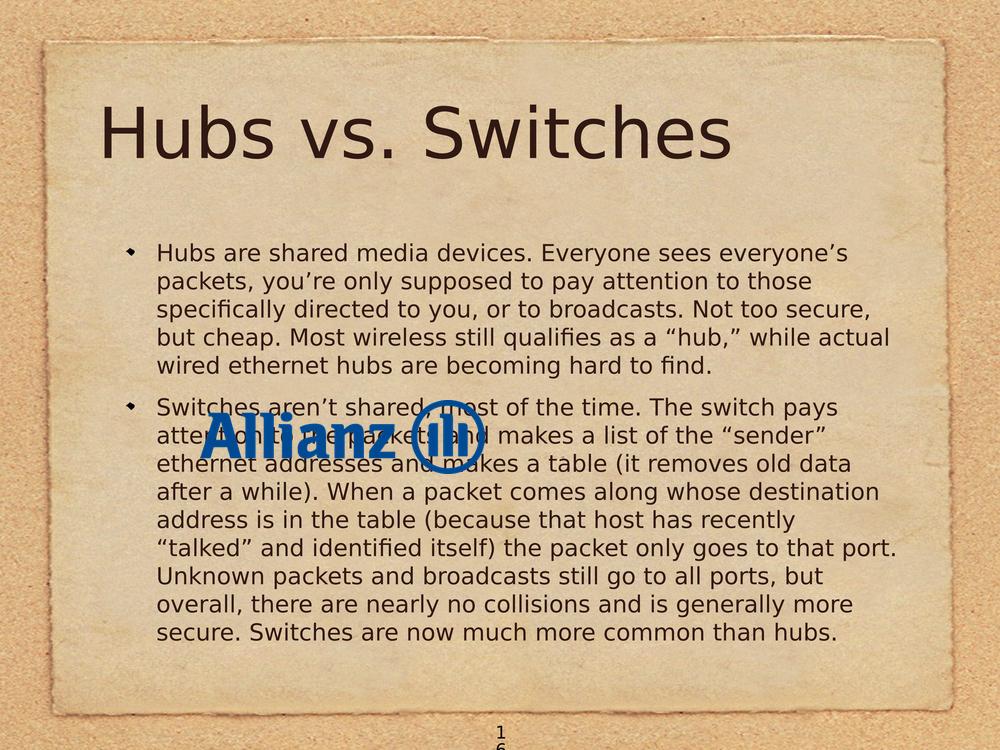 Hubs vs. Switches
Hubs are shared media devices. Everyone sees everyone’s
packets, you’re only supposed to pay attention to those
specifically directed to you, or to broadcasts. Not too secure,
but cheap. Most wireless still qualifies as a “hub,” while actual
wired ethernet hubs are becoming hard to find.
Switches aren’t shared, most of the time. The switch pays
attention to the packets and makes a list of the “sender”
Allianz
ethernet addresses and makes a table (it removes old data
after a while). When a packet comes along whose destination
address is in the table (because that host has recently
“talked” and identified itself) the packet only goes to that port.
Unknown packets and broadcasts still go to all ports, but
overall, there are nearly no collisions and is generally more
secure. Switches are now much more common than hubs.
1
6